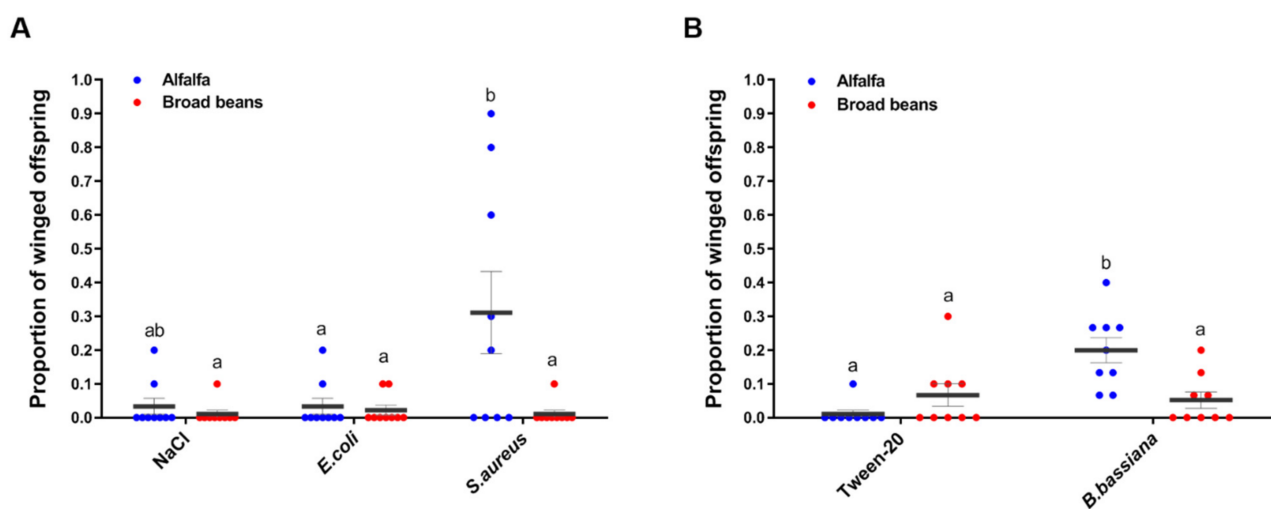 A
Proportion of winged offspring
1.0
0.9
0.8
0.7
0.6
0.5
0.4
0.3
0.2
0.1
0.0
Alfalfa
Broad beans
ab
a
a
a
b
a
NaCl
E.coli
S.aureus
B
Proportion of winged offspring
1.0
0.9
0.8
0.7
0.6
0.5
0.4
0.3
0.2
0.1
0.0
Alfalfa
Broad beans
a
a
b
a
Tween-20
B.bassiana